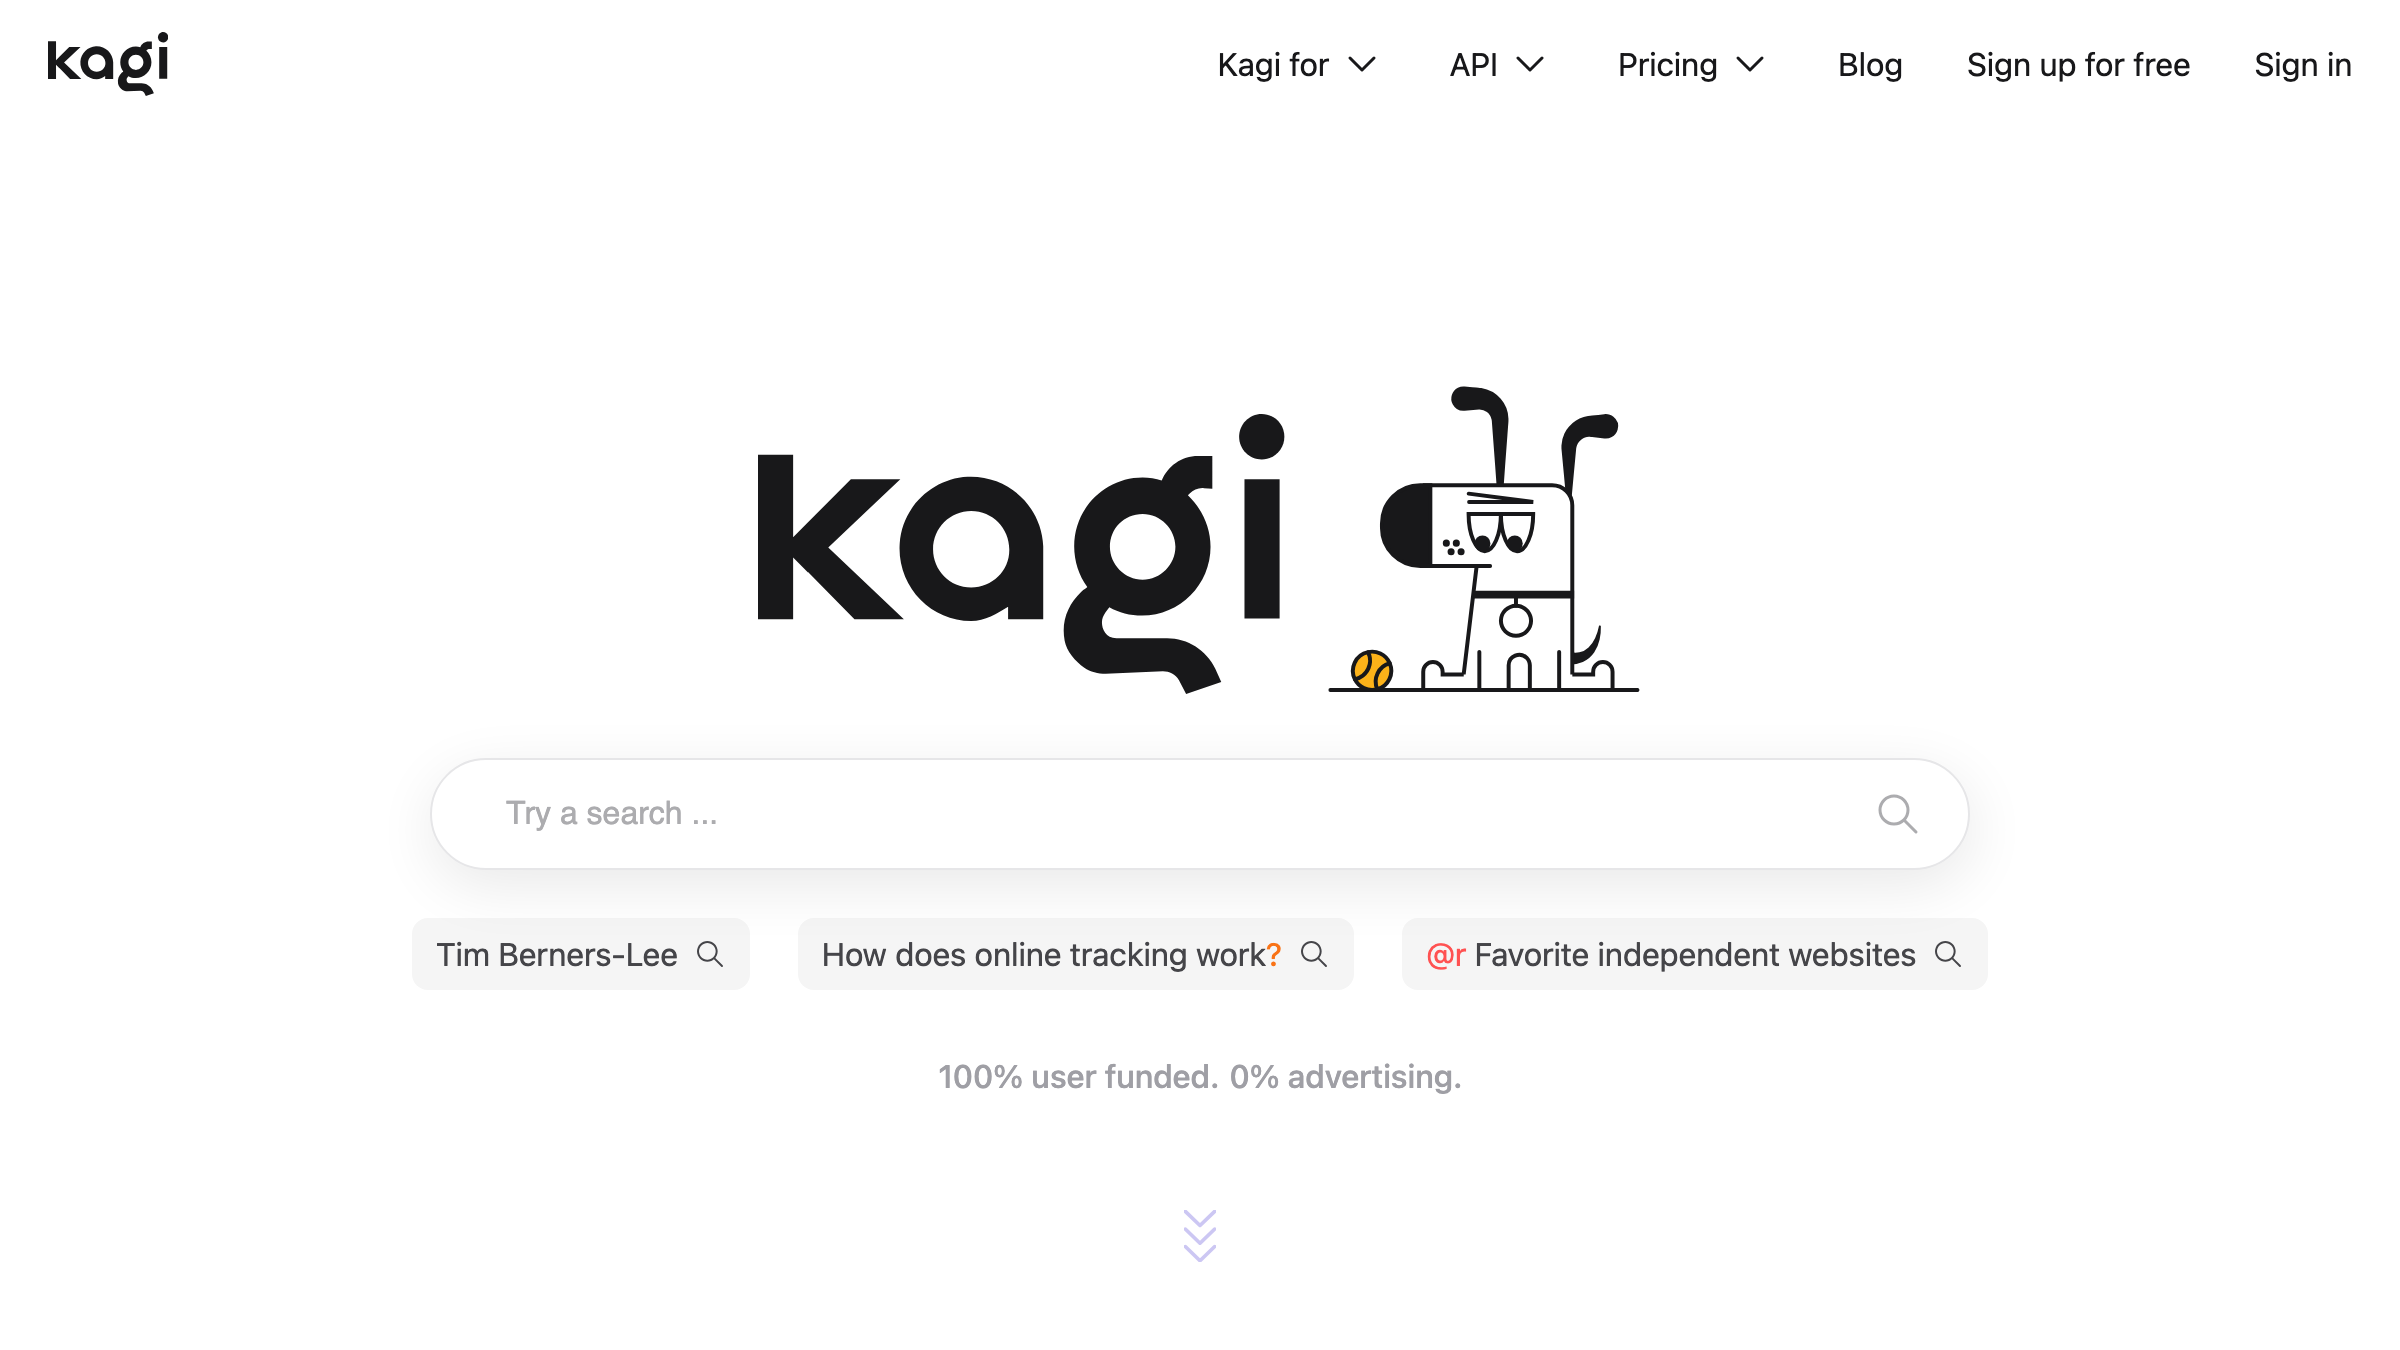 kagi
Kagi for
API
Pricing
Blog
Sign up for free
Sign in
kagi
Try a search ...
Tim Berners-Lee
How does online tracking work?
@r Favorite independent websites
100% user funded. 0% advertising.